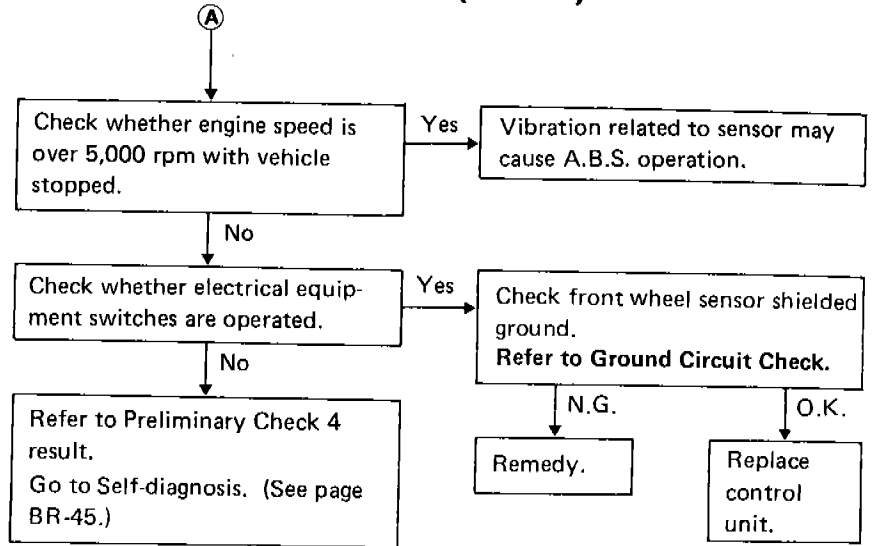 A
Check whether engine speed is
over 5,000 rpm with vehicle
stopped.
Yes
Vibration related to sensor may
cause A.B.S. operation.
No
Check whether electrical equip-
ment switches are operated.
Yes
Check front wheel sensor shielded
ground.
Refer to Ground Circuit Check.
No
N.G.
O.K.
Refer to Preliminary Check 4
result.
Go to Self-diagnosis. (See page
BR-45.)
Remedy.
Replace
control
unit.